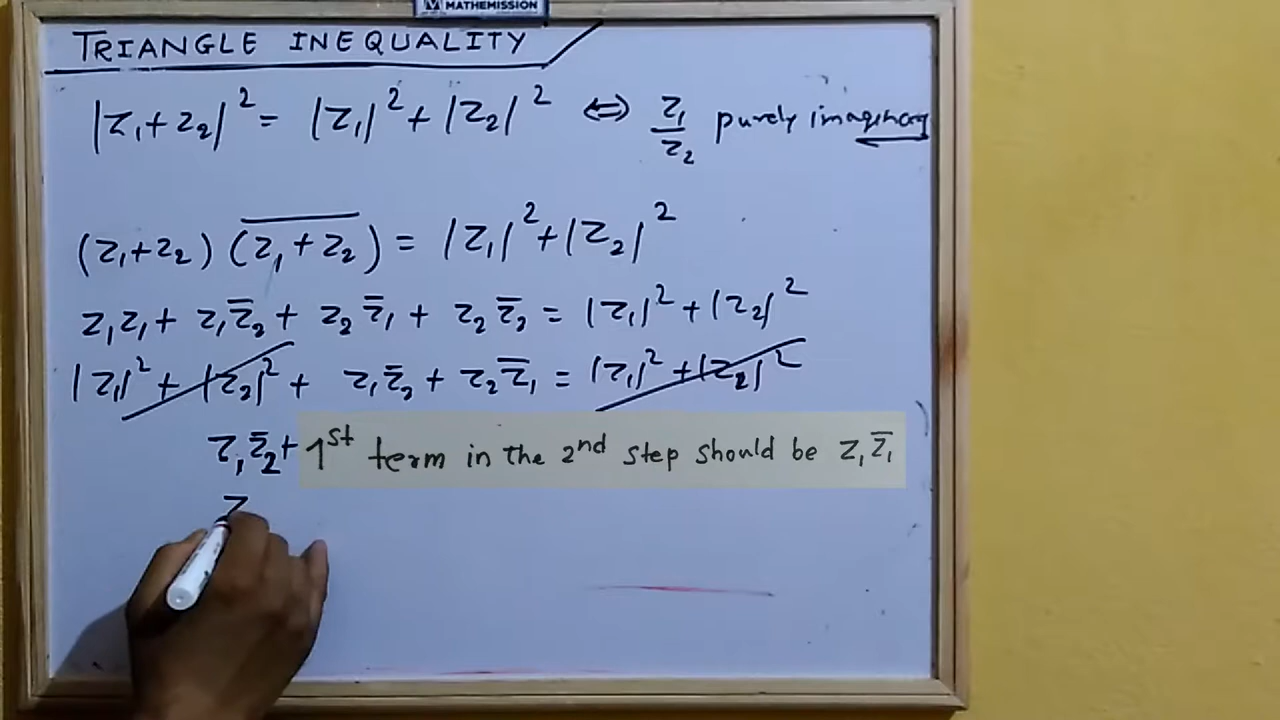 MATHEMISSION
TRIANGLE INEQUALITY
|z₁+z₂|² = |z₁|² + |z₂|² ⇔ z₁/z₂ purely imaginary
(z₁+z₂) (z̅₁̅ ̅+̅ ̅z̅₂̅) = |z₁|² + |z₂|²
z₁z₁ + z₁z̅₂ + z₂z̅₁ + z₂z̅₂ = |z₁|² + |z₂|²
|z₁|² + |z₂|² + z₁z̅₂ + z₂z̅₁ = |z₁|² + |z₂|²
z₁z̅₂ + 1st term in the 2nd step should be z₁z̅₁
z